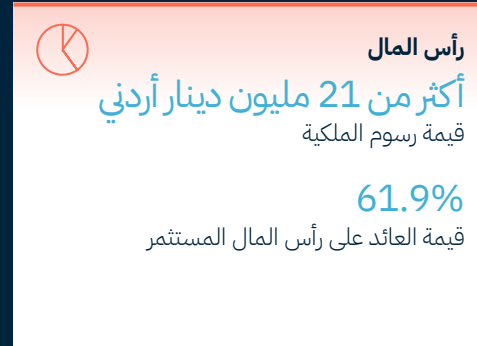 رأس المال
أكثر من 21 مليون دينار أردني
قيمة رسوم الملكية
61.9%
قيمة العائد على رأس المال المستثمر